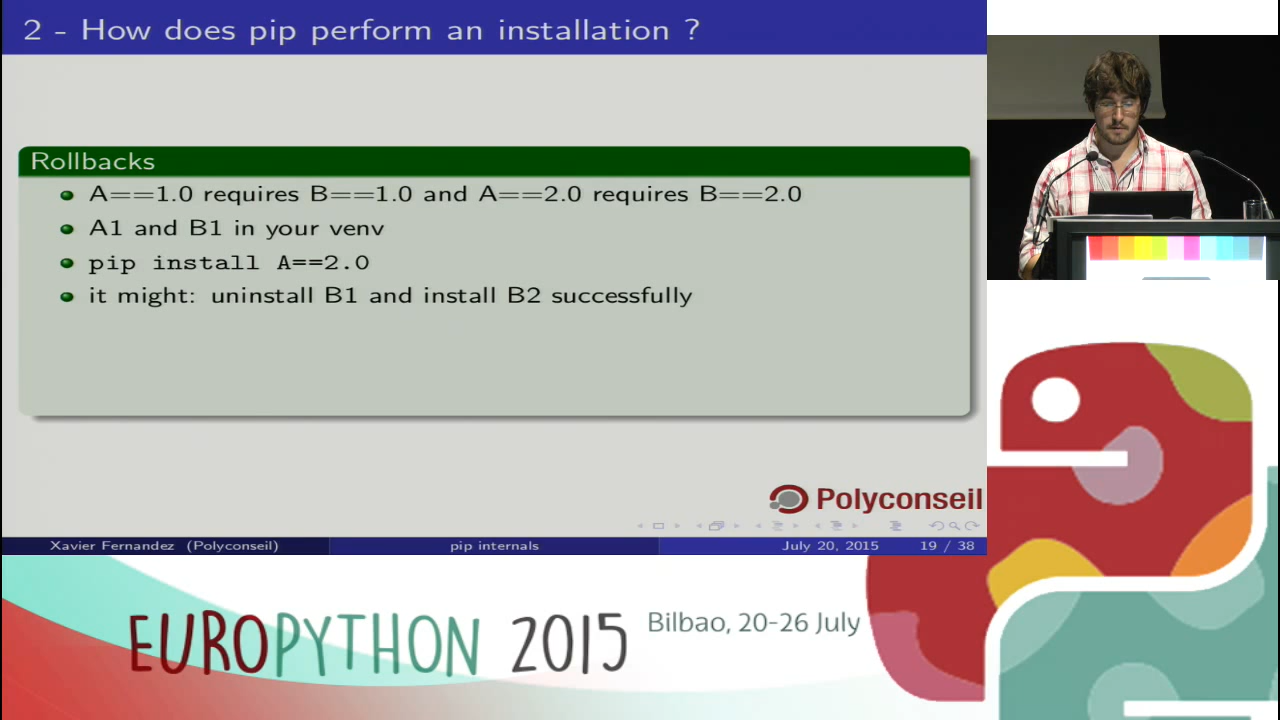 2 - How does pip perform an installation ?
Rollbacks
A==1.0 requires B==1.0 and A==2.0 requires B==2.0
A1 and B1 in your venv
pip install A==2.0
it might: uninstall B1 and install B2 successfully
Polyconseil
Xavier Fernandez (Polyconseil) pip internals July 20, 2015 19 / 38
EUROPYTHON 2015 Bilbao, 20-26 July